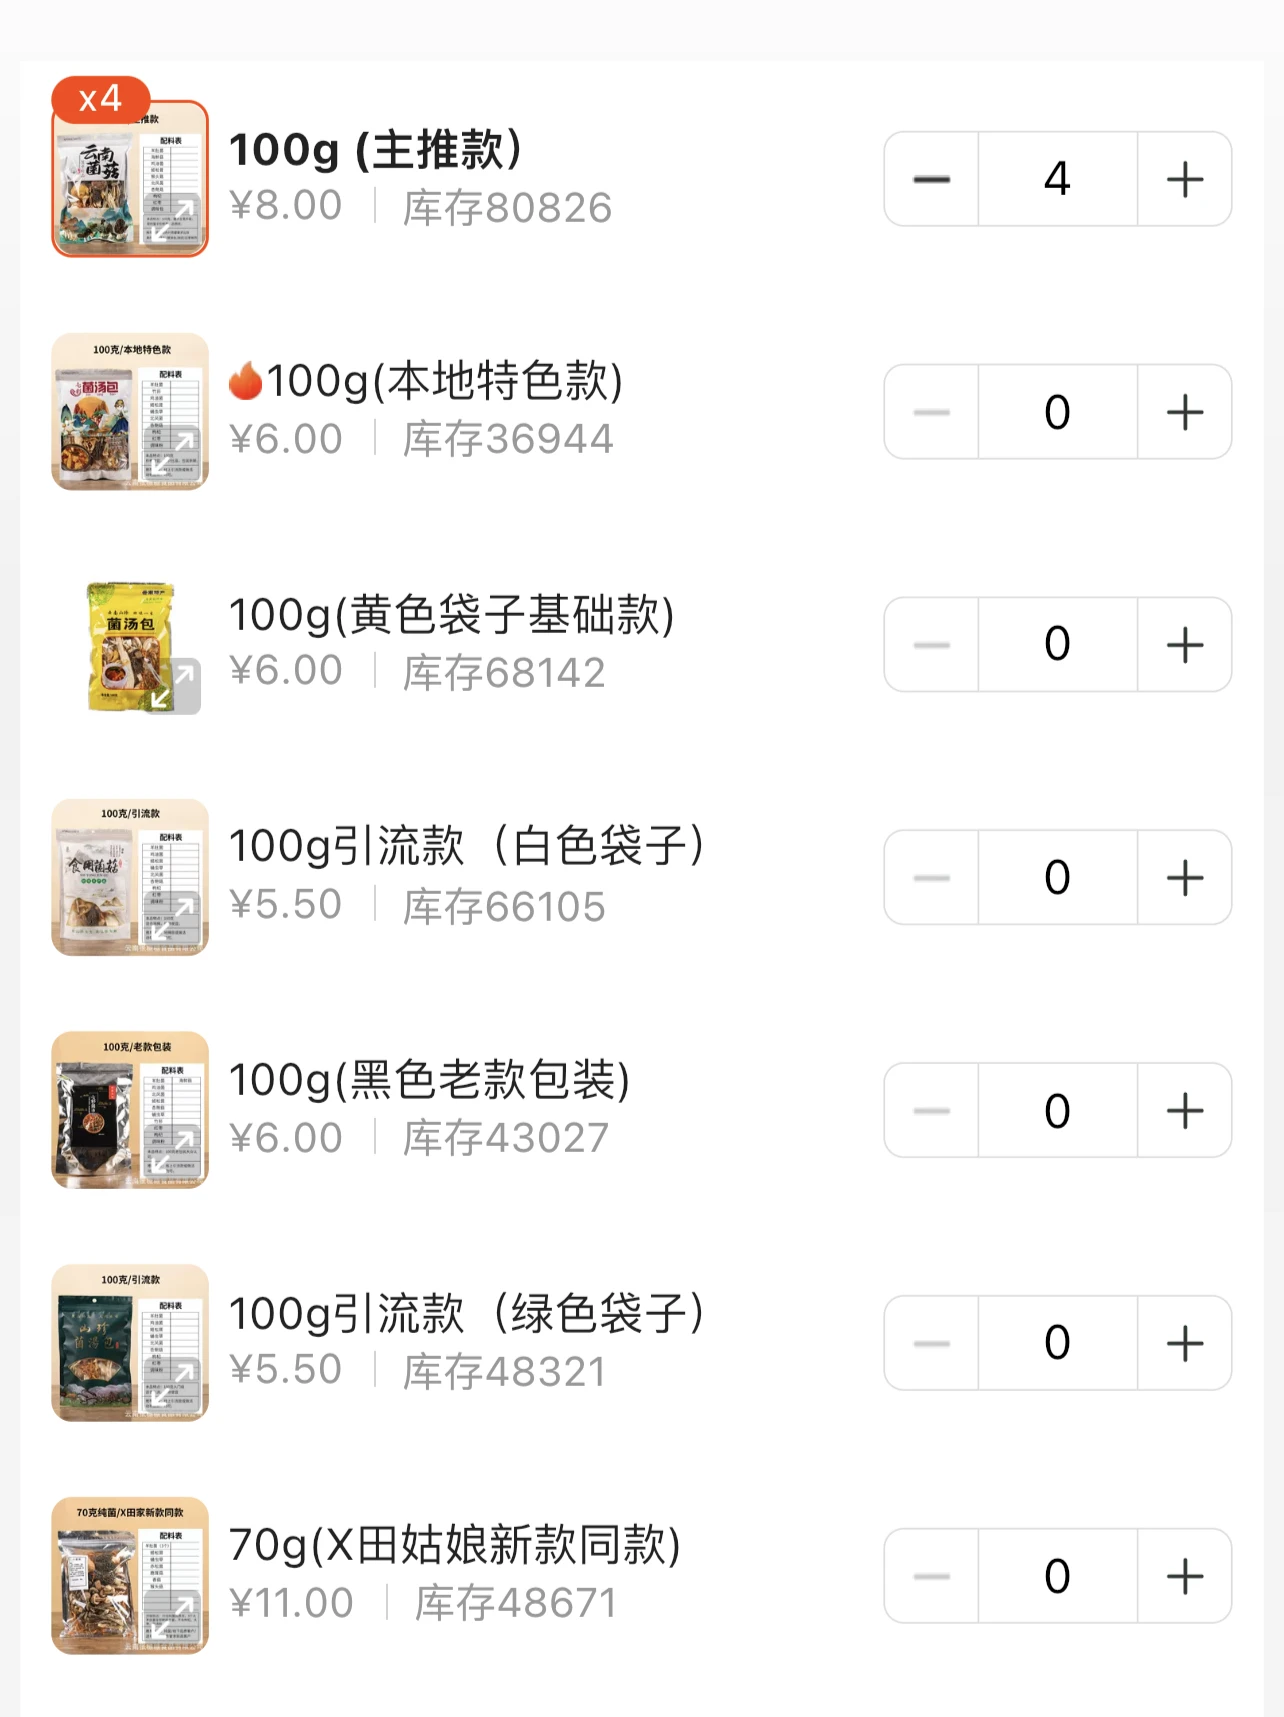 x4
100g (主推款)
¥8.00 库存80826
4
云南菌菇
配料表
100克/本地特色款
🔥100g(本地特色款)
¥6.00 库存36944
0
菌汤包
配料表
100g(黄色袋子基础款)
¥6.00 库存68142
0
菌汤包
100克/引流款
100g引流款（白色袋子）
¥5.50 库存66105
0
食用菌菇
配料表
100克/老款包装
100g(黑色老款包装)
¥6.00 库存43027
0
配料表
100克/引流款
100g引流款（绿色袋子）
¥5.50 库存48321
0
山珍菌汤包
配料表
70克纯菌/X田家新款同款
70g(X田姑娘新款同款)
¥11.00 库存48671
0
配料表